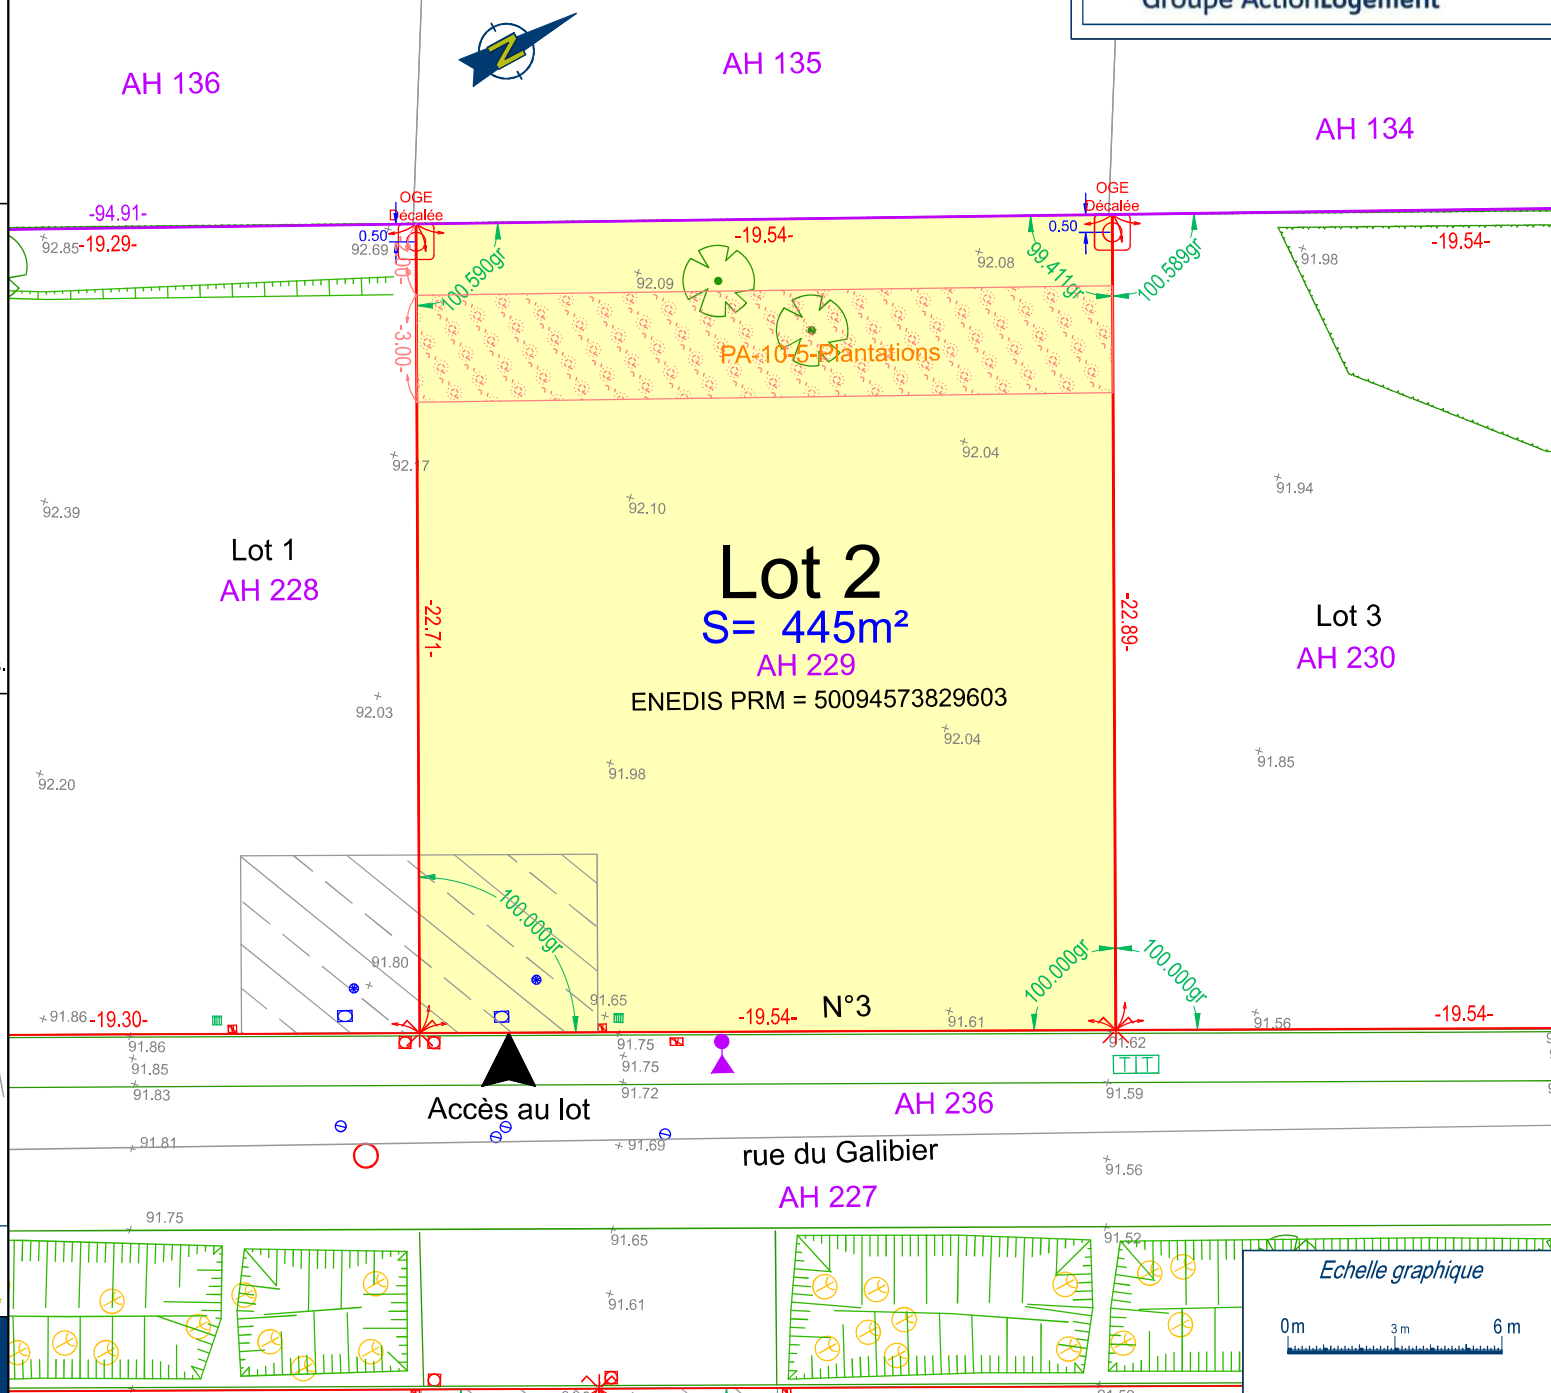 Groupe ActionLogement
N
AH 136
AH 135
AH 134
OGE
Décalée
OGE
Décalée
-94.91-
-19.29-
92.85
0.50
92.69
-19.54-
0.50
-19.54-
2.00-
100.590gr
92.09
92.08
99.411gr
100.589gr
91.98
-3.00-
PA-10-5-Plantations
92.17
92.04
92.39
92.10
91.94
Lot 1
AH 228
Lot 2
S= 445m²
AH 229
ENEDIS PRM = 50094573829603
-22.71-
-22.89-
Lot 3
AH 230
92.03
92.04
92.20
91.98
91.85
100.000gr
91.80
100.000gr
100.000gr
91.65
N°3
91.86
-19.30-
-19.54-
91.61
91.56
-19.54-
91.86
91.75
91.62
91.85
91.75
T T
91.83
91.72
91.59
Accès au lot
AH 236
91.81
91.69
rue du Galibier
91.56
AH 227
91.75
91.65
91.52
91.61
Echelle graphique
0m
3 m
6 m